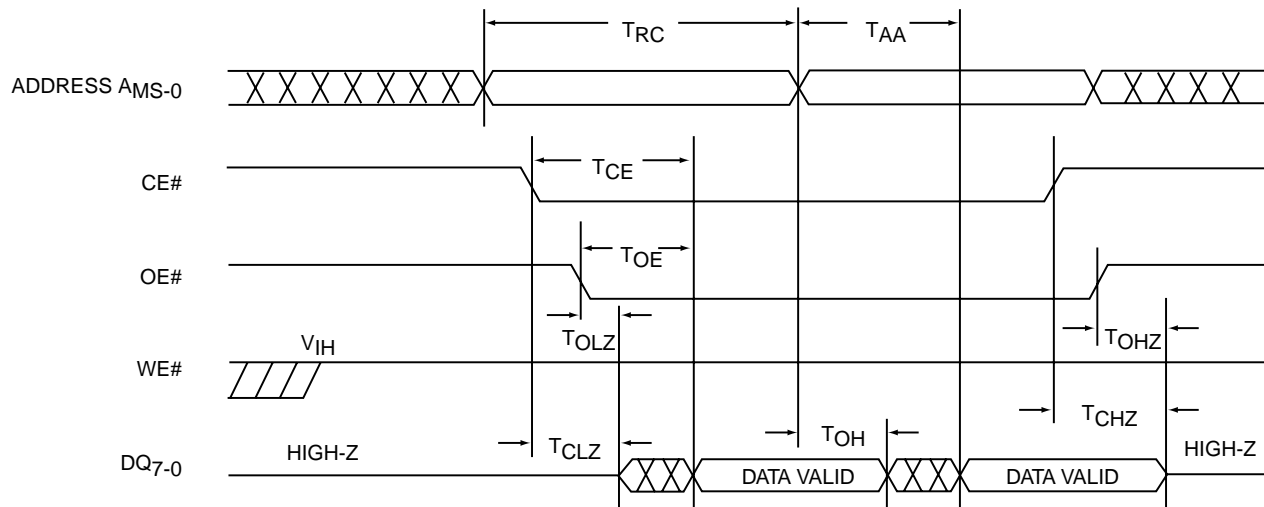 TRC
TAA
ADDRESS AMS-0
TCE
CE#
TOE
OE#
TOLZ
TOHZ
VIH
WE#
TCHZ
TCLZ
TOH
HIGH-Z
HIGH-Z
DQ7-0
DATA VALID
DATA VALID